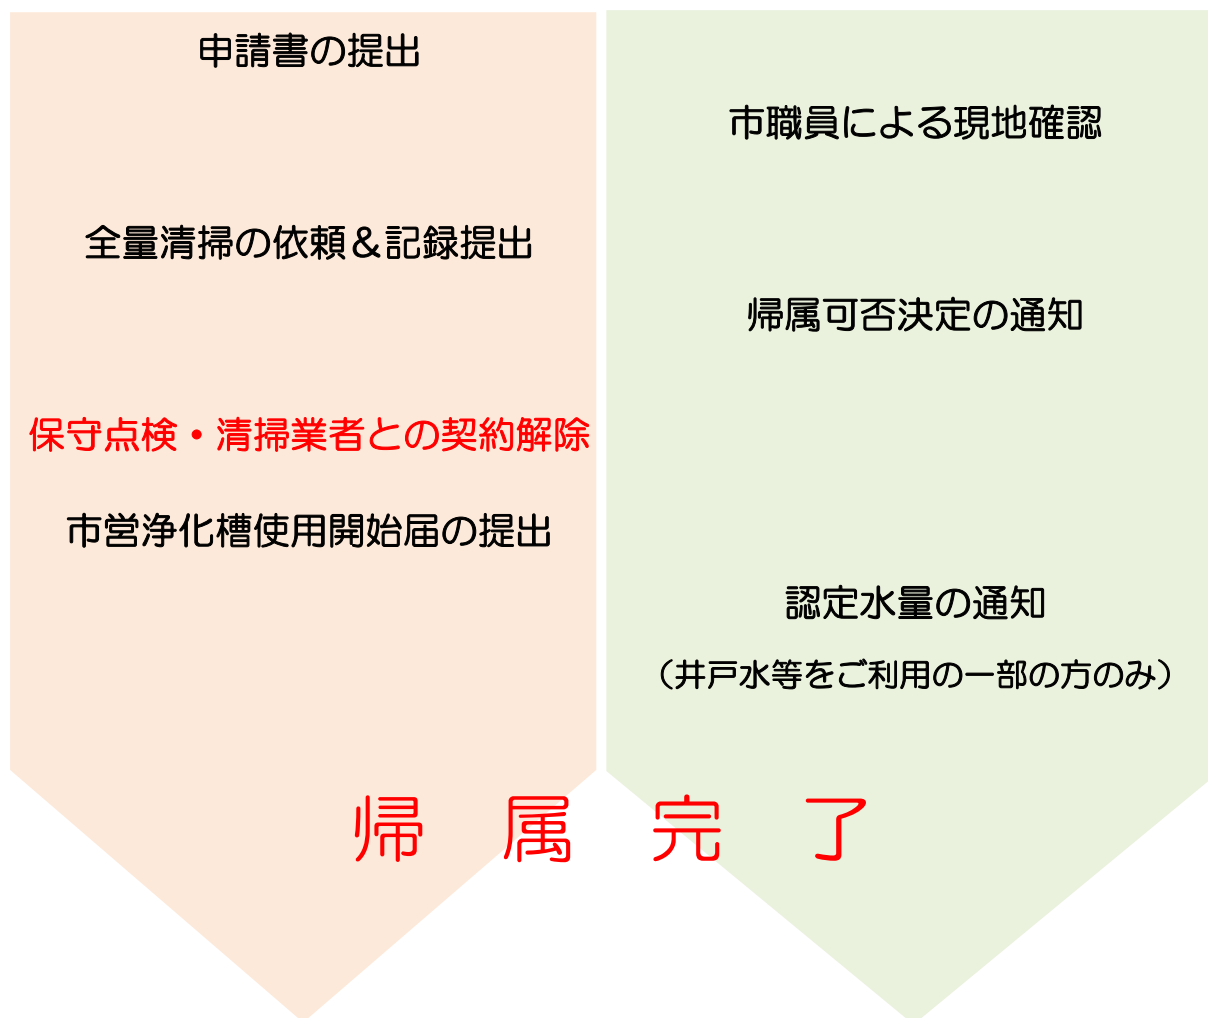 申請書の提出
市職員による現地確認
全量清掃の依頼＆記録提出
帰属可否決定の通知
保守点検・清掃業者との契約解除
市営浄化槽使用開始届の提出
認定水量の通知
（井戸水等をご利用の一部の方のみ）
帰　属　完　了